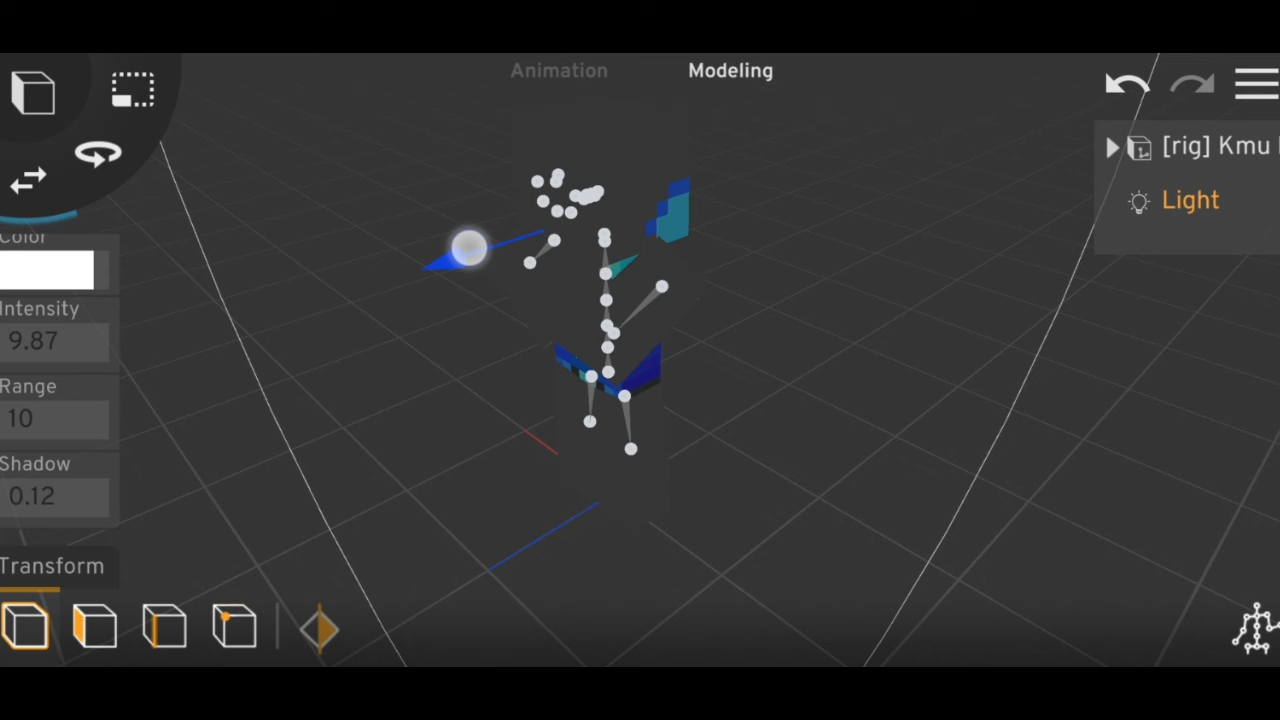 Animation
Modeling
[rig] Kmu
Light
Color
Intensity
9.87
Range
10
Shadow
0.12
Transform